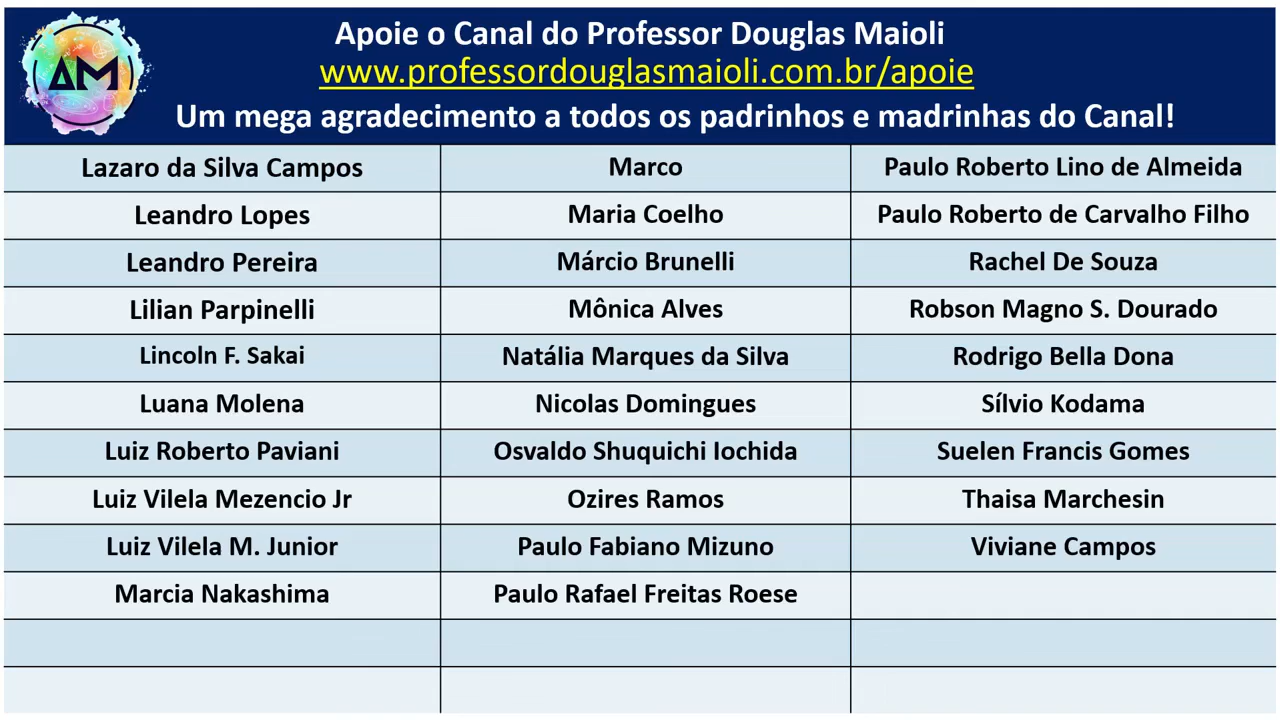 Apoie o Canal do Professor Douglas Maioli
www.professordouglasmaioli.com.br/apoie
Um mega agradecimento a todos os padrinhos e madrinhas do Canal!
DM
Lazaro da Silva Campos Marco Paulo Roberto Lino de Almeida
Leandro Lopes Maria Coelho Paulo Roberto de Carvalho Filho
Leandro Pereira Márcio Brunelli Rachel De Souza
Lilian Parpinelli Mônica Alves Robson Magno S. Dourado
Lincoln F. Sakai Natália Marques da Silva Rodrigo Bella Dona
Luana Molena Nicolas Domingues Sílvio Kodama
Luiz Roberto Paviani Osvaldo Shuquichi Iochida Suelen Francis Gomes
Luiz Vilela Mezencio Jr Ozires Ramos Thaisa Marchesin
Luiz Vilela M. Junior Paulo Fabiano Mizuno Viviane Campos
Marcia Nakashima Paulo Rafael Freitas Roese